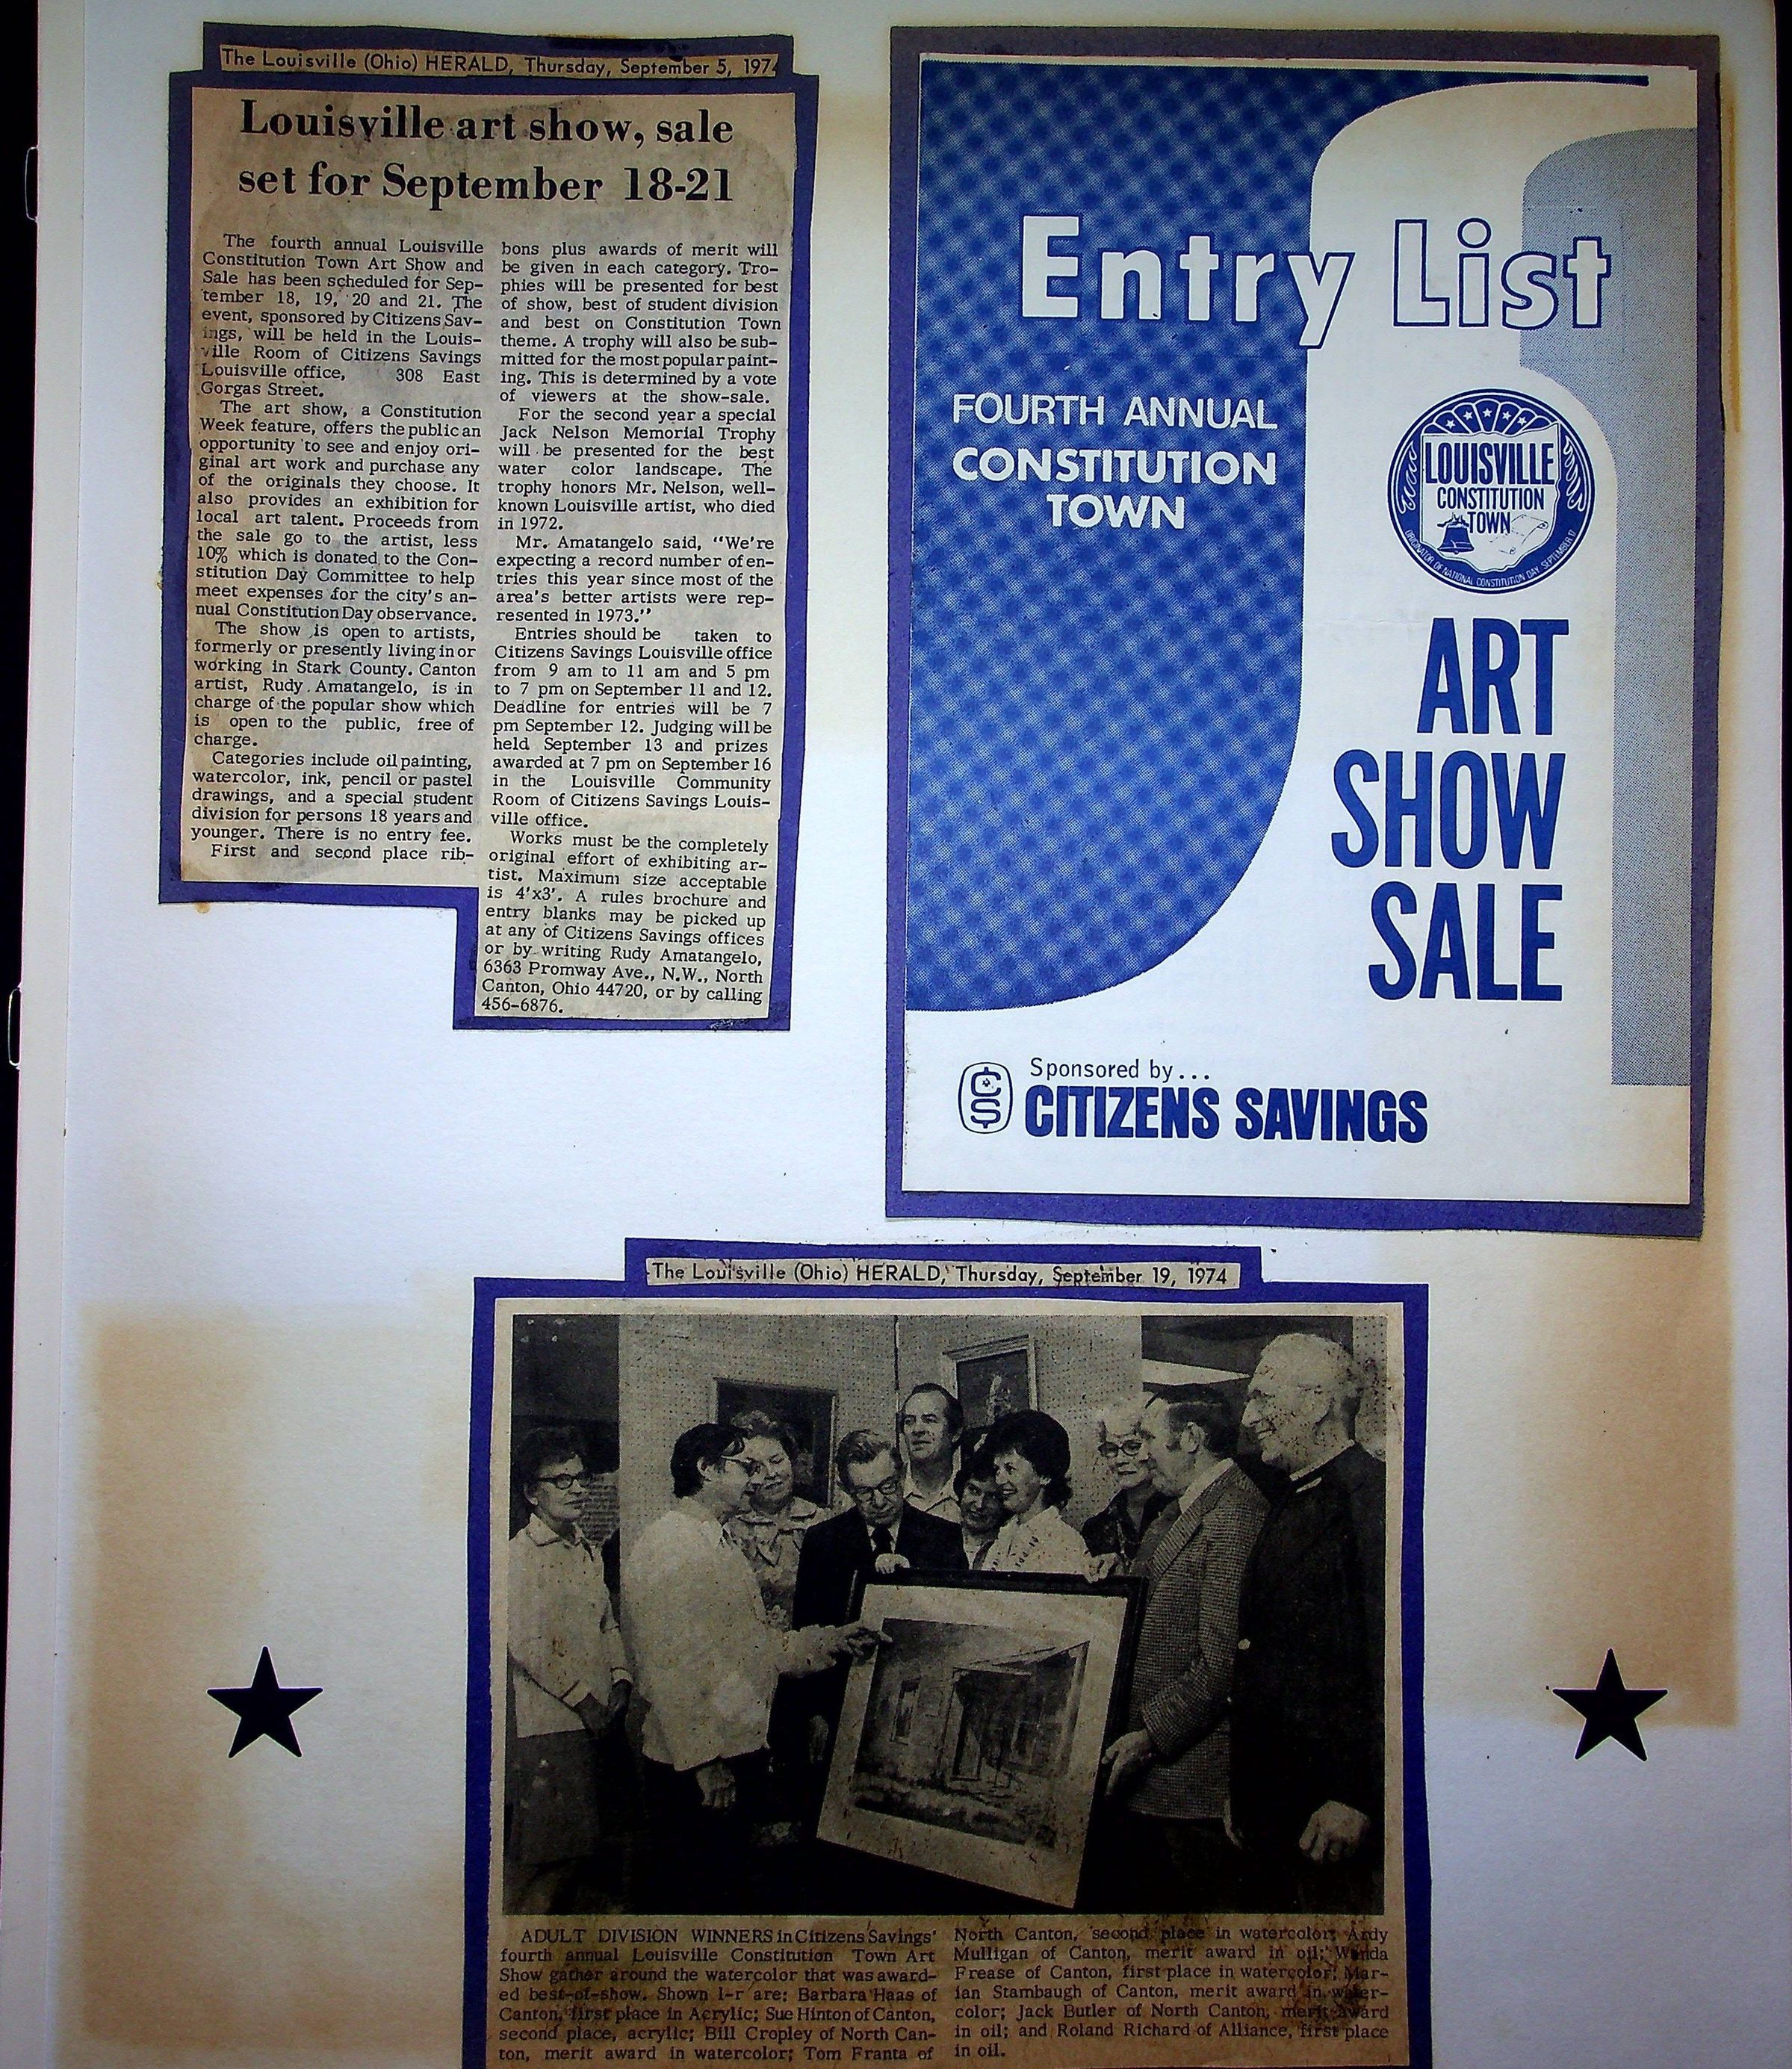 The Louisville (Ohio) HERALD, Thursday, September 5, 1974
Louisville art show, sale
set for September 18-21
The fourth annual Louisville
Constitution Town Art Show and
Sale has been scheduled for Sep-
tember 18, 19, 20 and 21. The
event, sponsored by Citizens Sav-
ings, will be held in the Louis-
ville Room of Citizens Savings
Louisville office, 308 East
Gorgas Street.
The art show, a Constitution
Week feature, offers the public an
opportunity to see and enjoy ori-
ginal art work and purchase any
of the originals they choose. It
also provides an exhibition for
local art talent. Proceeds from
the sale go to the artist, less
10% which is donated to the Con-
stitution Day Committee to help
meet expenses for the city's an-
nual Constitution Day observance.
The show is open to artists,
formerly or presently living in or
working in Stark County. Canton
artist, Rudy Amatangelo, is in
charge of the popular show which
is open to the public, free of
charge.
Categories include oil painting,
watercolor, ink, pencil or pastel
drawings, and a special student
division for persons 18 years and
younger. There is no entry fee.
First and second place rib-
bons plus awards of merit will
be given in each category. Tro-
phies will be presented for best
of show, best of student division
and best on Constitution Town
theme. A trophy will also be sub-
mitted for the most popular paint-
ing. This is determined by a vote
of viewers at the show-sale.
For the second year a special
Jack Nelson Memorial Trophy
will be presented for the best
water color landscape. The
trophy honors Mr. Nelson, well-
known Louisville artist, who died
in 1972.
Mr. Amatangelo said, "We're
expecting a record number of en-
tries this year since most of the
area's better artists were rep-
resented in 1973."
Entries should be taken to
Citizens Savings Louisville office
from 9 am to 11 am and 5 pm
to 7 pm on September 11 and 12.
Deadline for entries will be 7
pm September 12. Judging will be
held September 13 and prizes
awarded at 7 pm on September 16
in the Louisville Community
Room of Citizens Savings Louis-
ville office.
Works must be the completely
original effort of exhibiting ar-
tist. Maximum size acceptable
is 4'x3'. A rules brochure and
entry blanks may be picked up
at any of Citizens Savings offices
or by writing Rudy Amatangelo,
6363 Promway Ave., N.W., North
Canton, Ohio 44720, or by calling
456-6876.
Entry List
FOURTH ANNUAL
CONSTITUTION
TOWN
LOUISVILLE
CONSTITUTION
TOWN
ORIGINATOR OF NATIONAL CONSTITUTION DAY, SEPTEMBER 17
ART
SHOW
SALE
CS
Sponsored by...
CITIZENS SAVINGS
The Louisville (Ohio) HERALD, Thursday, September 19, 1974
ADULT DIVISION WINNERS in Citizens Savings'
fourth annual Louisville Constitution Town Art
Show gather around the watercolor that was award-
ed best-of-show. Shown l-r are: Barbara Haas of
Canton, first place in Acrylic; Sue Hinton of Canton,
second place, acrylic; Bill Cropley of North Can-
ton, merit award in watercolor; Tom Franta of
North Canton, second place in watercolor; Ardy
Mulligan of Canton, merit award in oil; Wanda
Frease of Canton, first place in watercolor; Mar-
ian Stambaugh of Canton, merit award in water-
color; Jack Butler of North Canton, merit award
in oil; and Roland Richard of Alliance, first place
in oil.